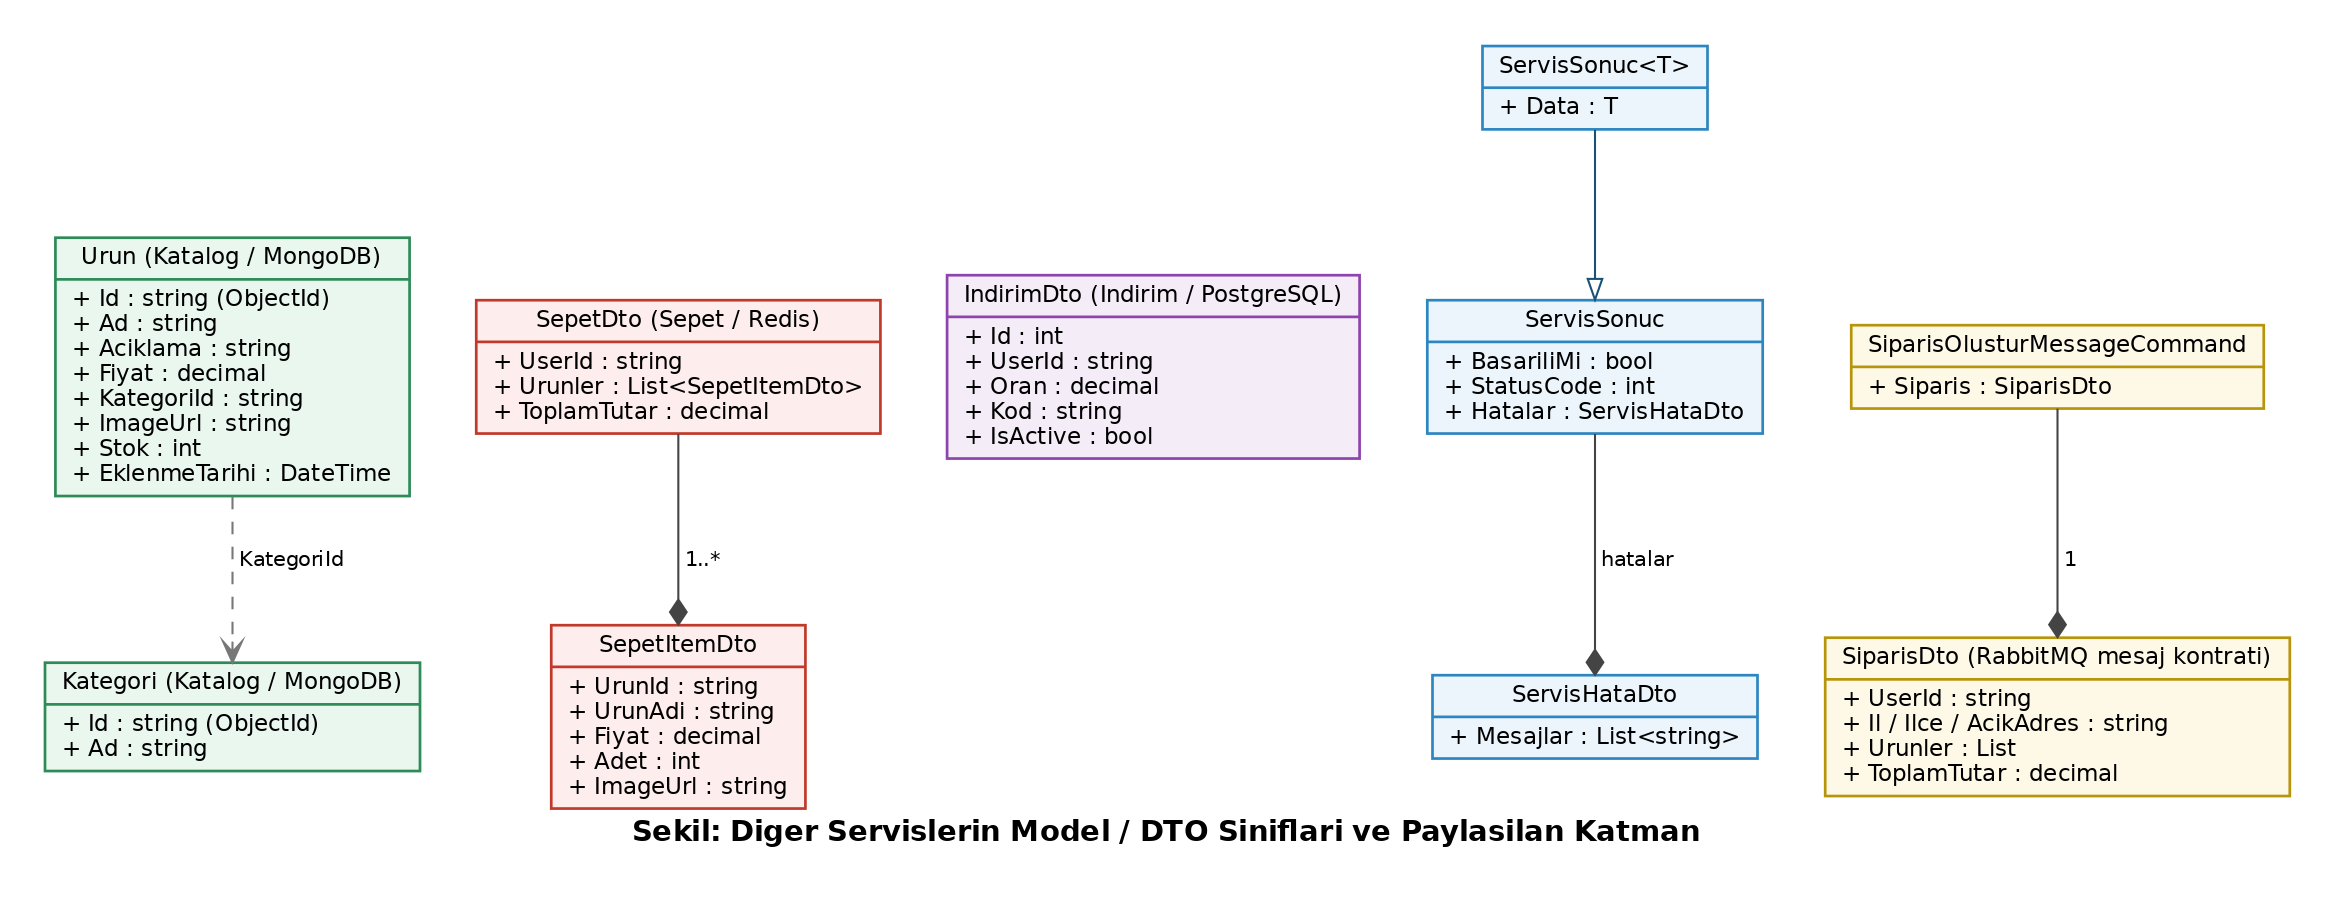 Urun (Katalog / MongoDB)
+ Id : string (ObjectId)
+ Ad : string
+ Aciklama : string
+ Fiyat : decimal
+ KategoriId : string
+ ImageUrl : string
+ Stok : int
+ EklenmeTarihi : DateTime
KategoriId
Kategori (Katalog / MongoDB)
+ Id : string (ObjectId)
+ Ad : string
SepetDto (Sepet / Redis)
+ UserId : string
+ Urunler : List<SepetItemDto>
+ ToplamTutar : decimal
1..*
SepetItemDto
+ UrunId : string
+ UrunAdi : string
+ Fiyat : decimal
+ Adet : int
+ ImageUrl : string
IndirimDto (Indirim / PostgreSQL)
+ Id : int
+ UserId : string
+ Oran : decimal
+ Kod : string
+ IsActive : bool
ServisSonuc<T>
+ Data : T
ServisSonuc
+ BasariliMi : bool
+ StatusCode : int
+ Hatalar : ServisHataDto
hatalar
ServisHataDto
+ Mesajlar : List<string>
SiparisOlusturMessageCommand
+ Siparis : SiparisDto
1
SiparisDto (RabbitMQ mesaj kontrati)
+ UserId : string
+ Il / Ilce / AcikAdres : string
+ Urunler : List
+ ToplamTutar : decimal
Sekil: Diger Servislerin Model / DTO Siniflari ve Paylasilan Katman